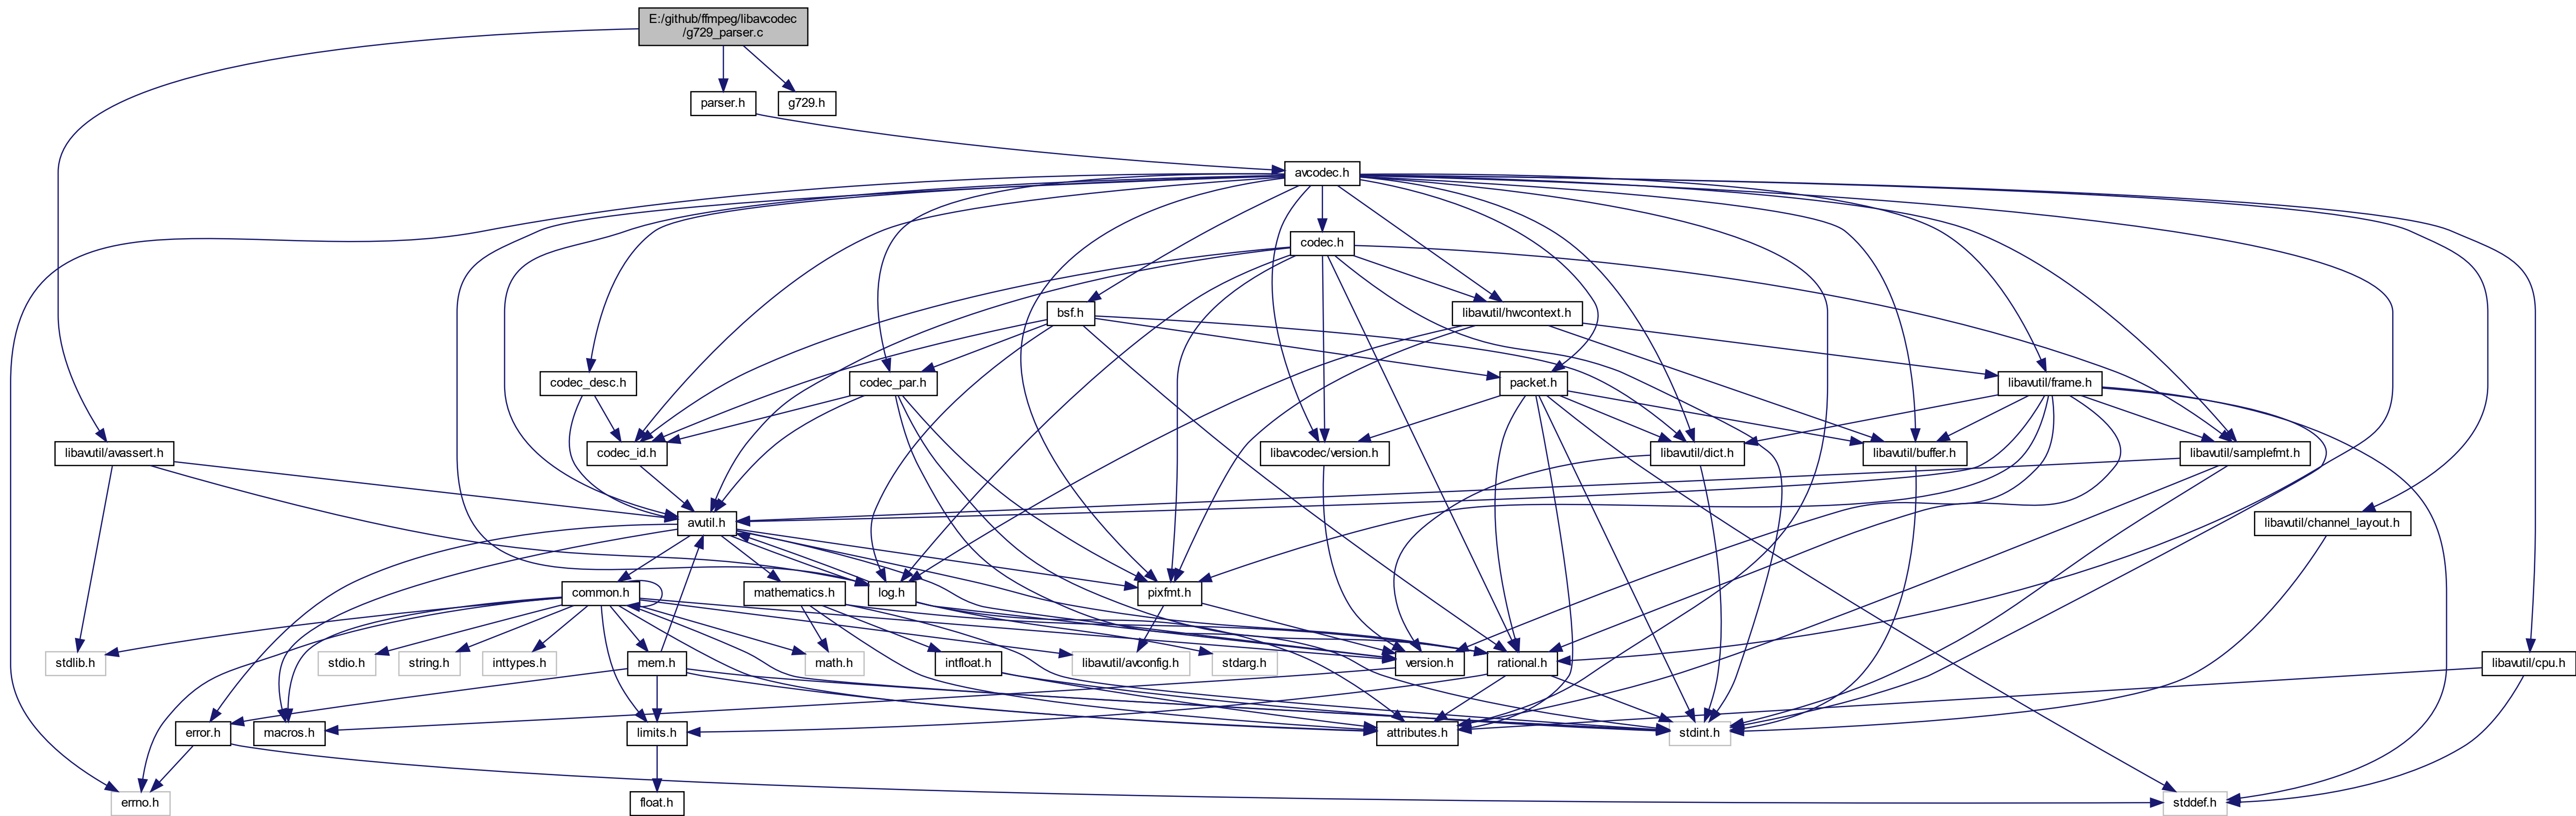 E:/github/ffmpeg/libavcodec
/g729_parser.c
parser.h
g729.h
avcodec.h
codec.h
bsf.h
libavutil/hwcontext.h
codec_desc.h
codec_par.h
packet.h
libavutil/frame.h
libavutil/avassert.h
codec_id.h
libavcodec/version.h
libavutil/dict.h
libavutil/buffer.h
libavutil/samplefmt.h
avutil.h
libavutil/channel_layout.h
common.h
mathematics.h
log.h
pixfmt.h
stdlib.h
stdio.h
string.h
inttypes.h
mem.h
math.h
intfloat.h
libavutil/avconfig.h
stdarg.h
version.h
rational.h
libavutil/cpu.h
error.h
macros.h
limits.h
attributes.h
stdint.h
errno.h
float.h
stddef.h